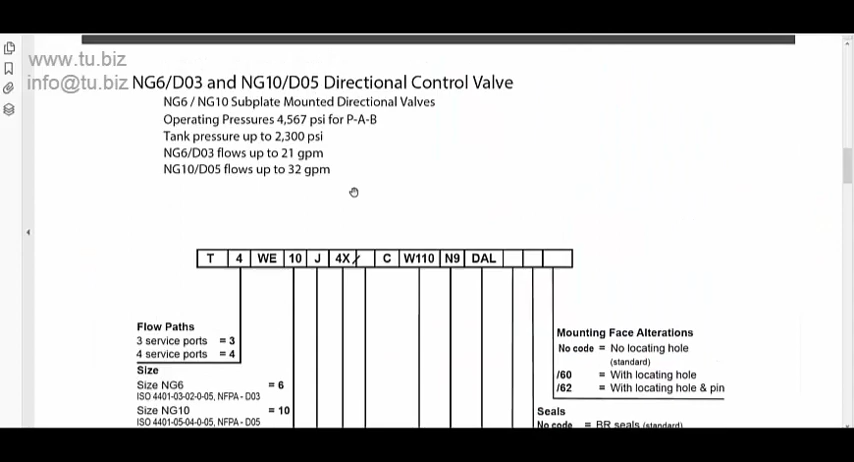 www.tu.biz
info@tu.biz
NG6/D03 and NG10/D05 Directional Control Valve
NG6 / NG10 Subplate Mounted Directional Valves
Operating Pressures 4,567 psi for P-A-B
Tank pressure up to 2,300 psi
NG6/D03 flows up to 21 gpm
NG10/D05 flows up to 32 gpm
T 4 WE 10 J 4X/ C W110 N9 DAL
Flow Paths
3 service ports = 3
4 service ports = 4
Size
Size NG6 = 6
ISO 4401-03-02-0-05, NFPA - D03
Size NG10 = 10
ISO 4401-05-04-0-05, NFPA - D05
Mounting Face Alterations
No code = No locating hole
(standard)
/60 = With locating hole
/62 = With locating hole & pin
Seals
No code = BR seals (standard)